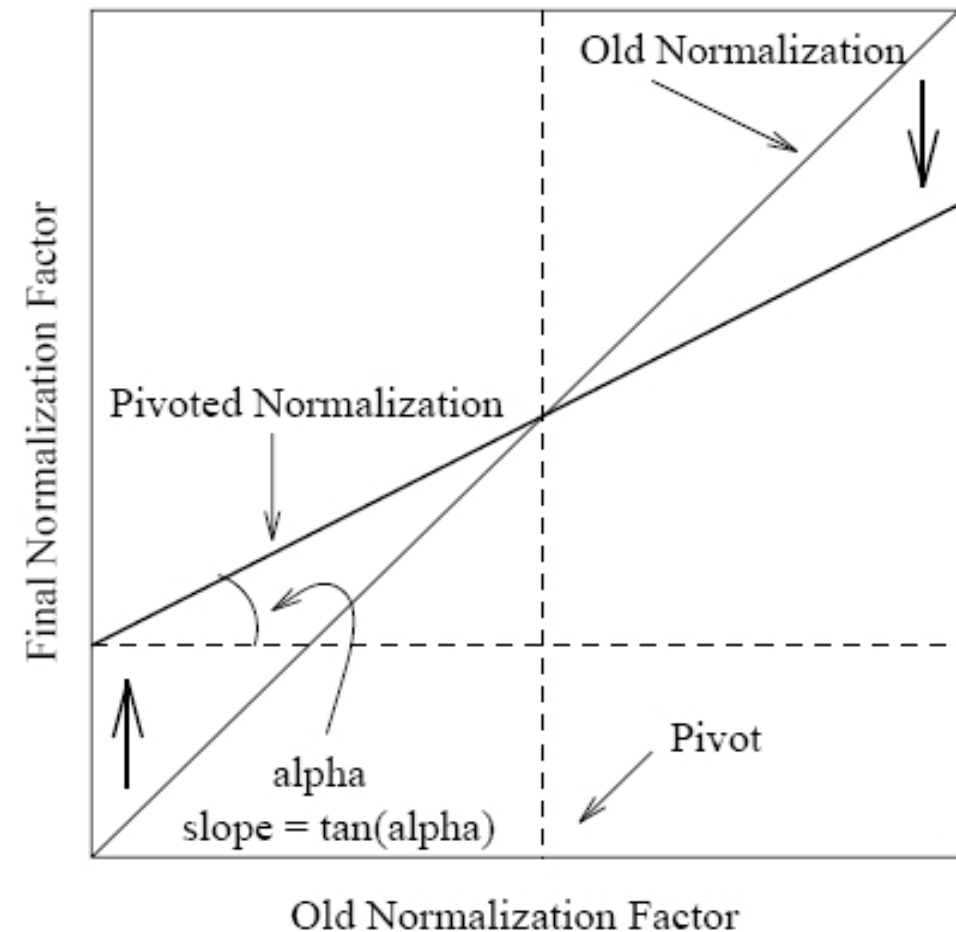 Old Normalization
Final Normalization Factor
Pivoted Normalization
Pivot
alpha
slope = tan(alpha)
Old Normalization Factor